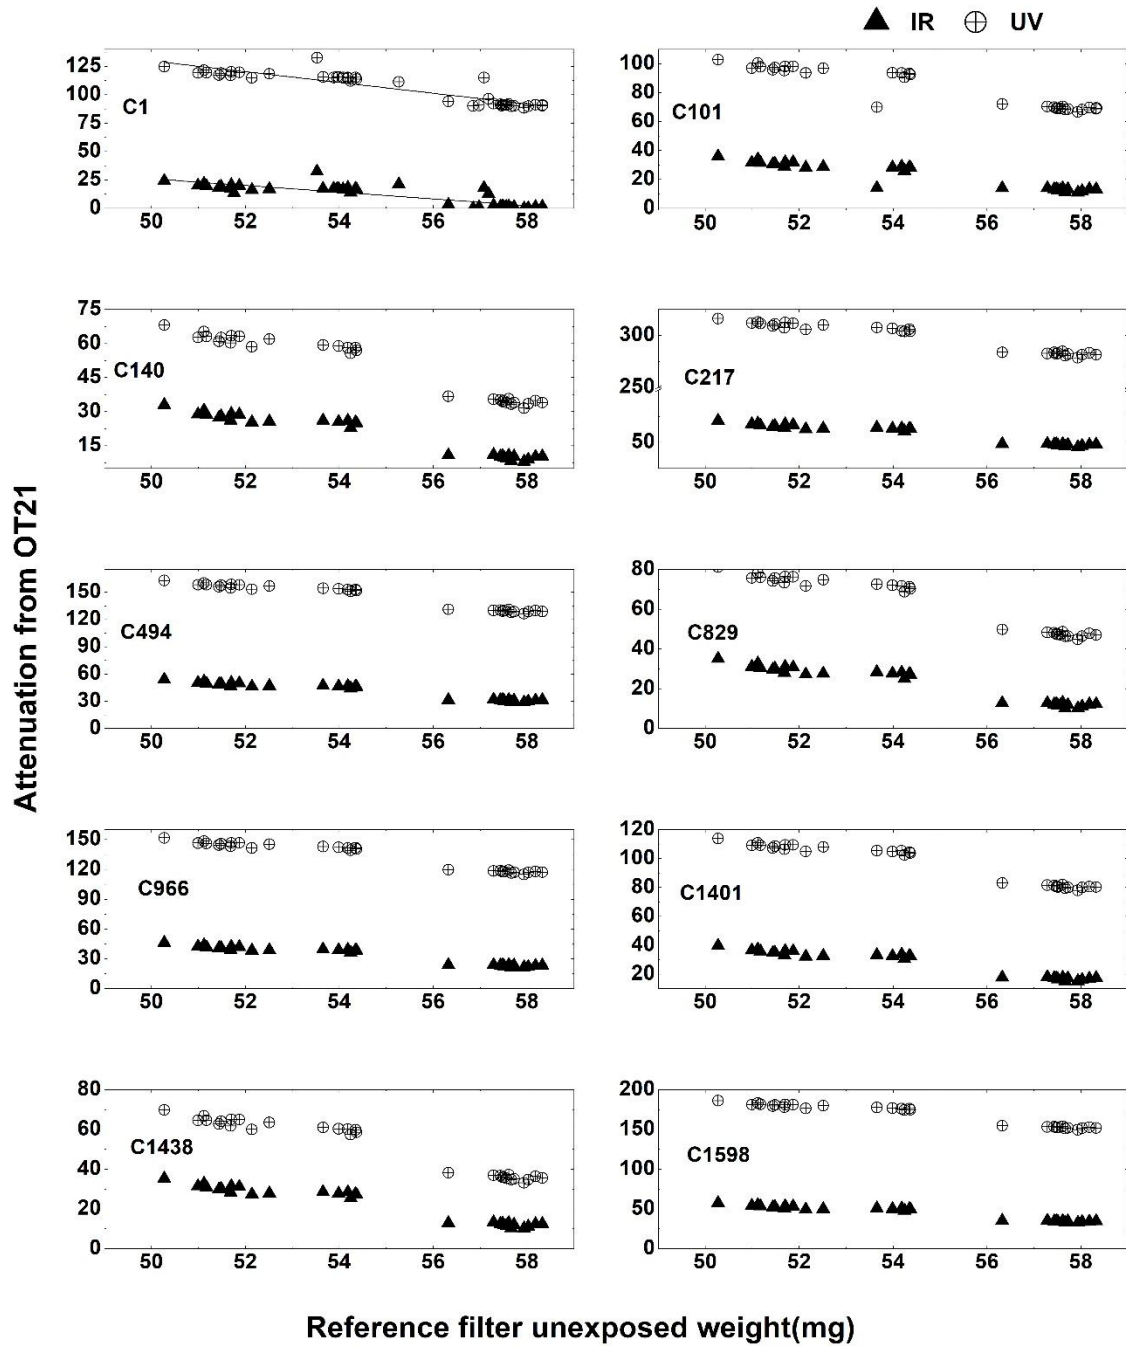 IR UV
125
100
75
50
25
0
C1
50 52 54 56 58
100
80
60
40
20
0
C101
50 52 54 56 58
75
60
45
30
15
C140
50 52 54 56 58
300
250
50
C217
50 52 54 56 58
150
120
90
60
30
0
C494
50 52 54 56 58
80
60
40
20
0
C829
50 52 54 56 58
150
120
90
60
30
0
C966
50 52 54 56 58
120
100
80
60
40
20
C1401
50 52 54 56 58
80
60
40
20
0
C1438
50 52 54 56 58
200
150
100
50
0
C1598
50 52 54 56 58
Attenuation from OT21
Reference filter unexposed weight(mg)